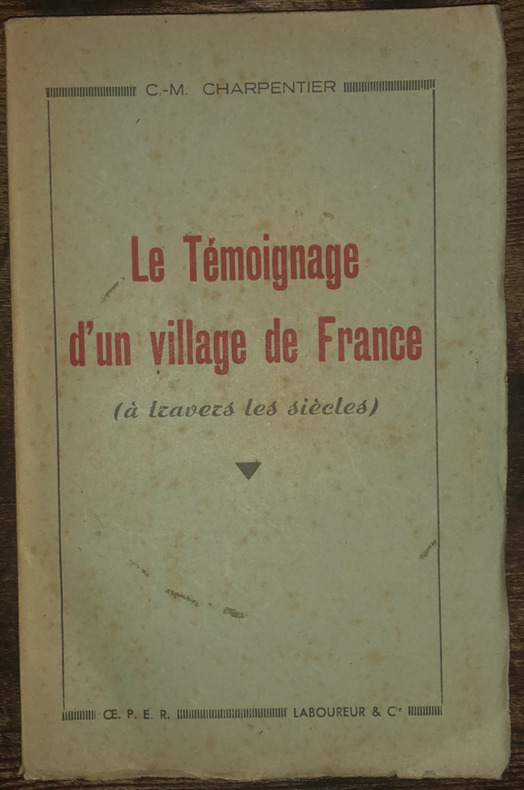 C.-M. CHARPENTIER
Le Témoignage
d'un village de France
(à travers les siècles)
Œ. P. E. R. LABOUREUR & Cie